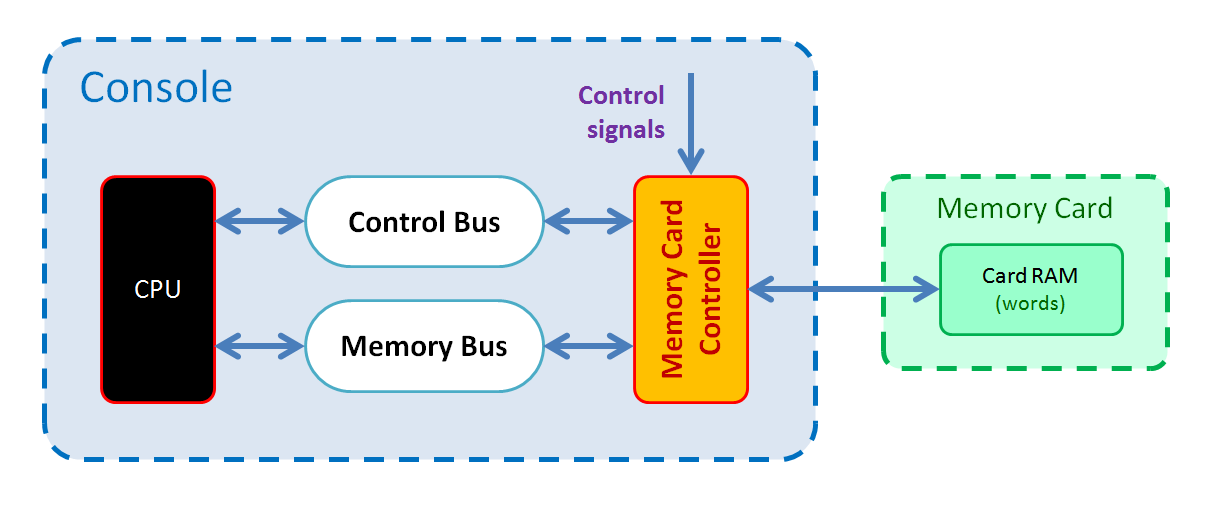 Console
Control
signals
CPU
Control Bus
Memory Bus
Memory Card
Controller
Memory Card
Card RAM
(words)